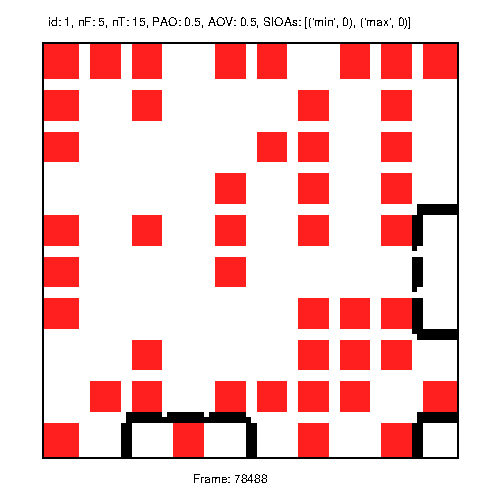 id: 1, nF: 5, nT: 15, PAO: 0.5, AOV: 0.5, SIOAs: [('min', 0), ('max', 0)]
Frame: 78488